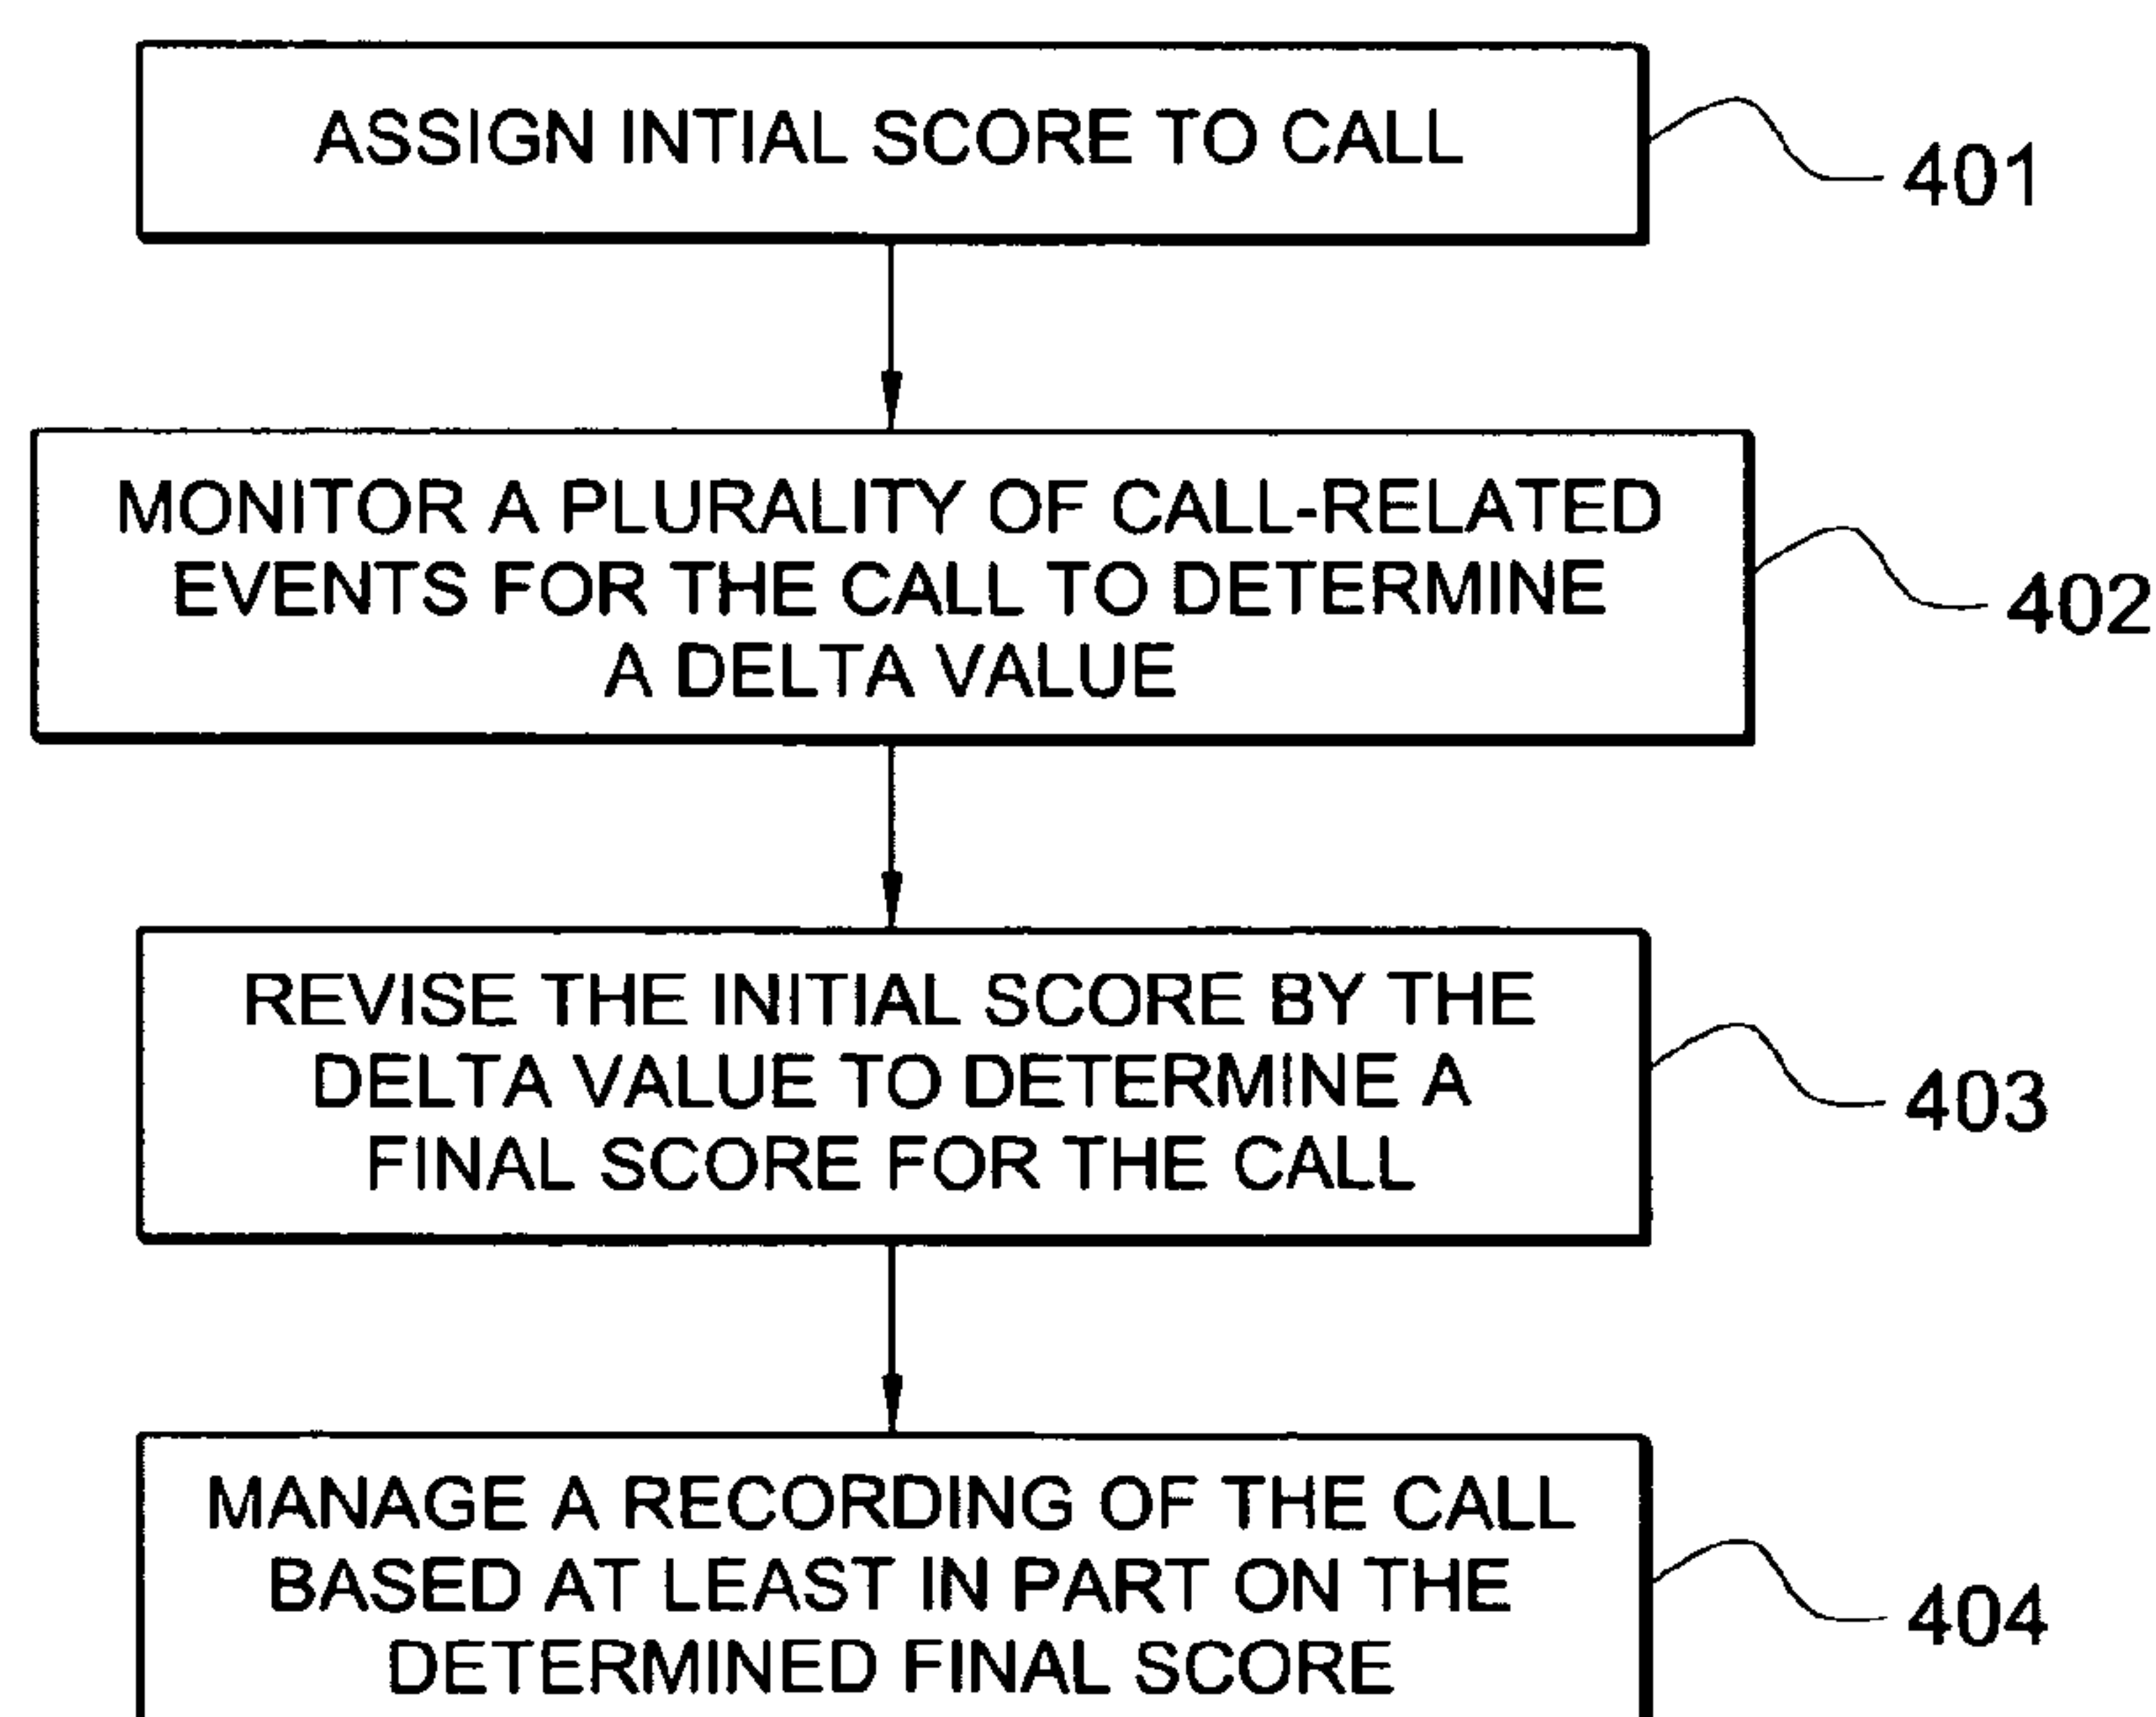 ASSIGN INTIAL SCORE TO CALL
401
MONITOR A PLURALITY OF CALL-RELATED
EVENTS FOR THE CALL TO DETERMINE
A DELTA VALUE
402
REVISE THE INITIAL SCORE BY THE
DELTA VALUE TO DETERMINE A
FINAL SCORE FOR THE CALL
403
MANAGE A RECORDING OF THE CALL
BASED AT LEAST IN PART ON THE
DETERMINED FINAL SCORE
404